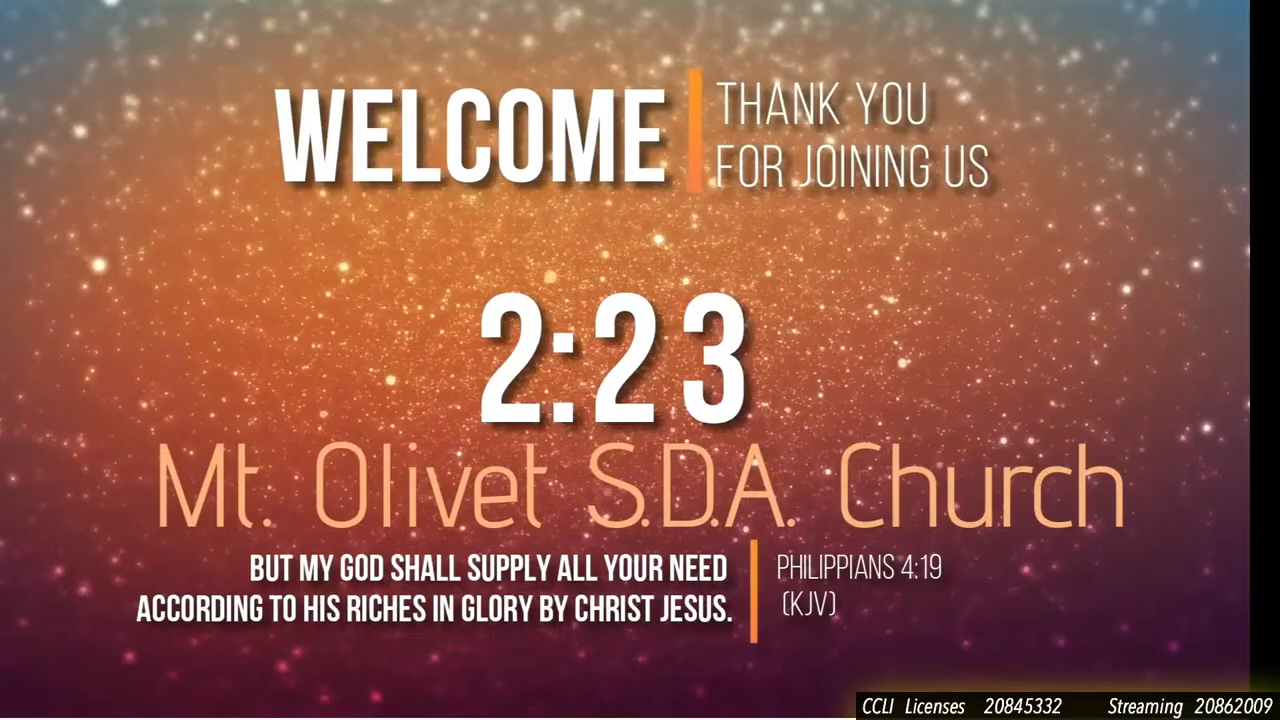 WELCOME
THANK YOU
FOR JOINING US
2:23
Mt. Olivet S.D.A. Church
BUT MY GOD SHALL SUPPLY ALL YOUR NEED
ACCORDING TO HIS RICHES IN GLORY BY CHRIST JESUS.
PHILIPPIANS 4:19
(KJV)
CCLI Licenses 20845332 Streaming 20862009